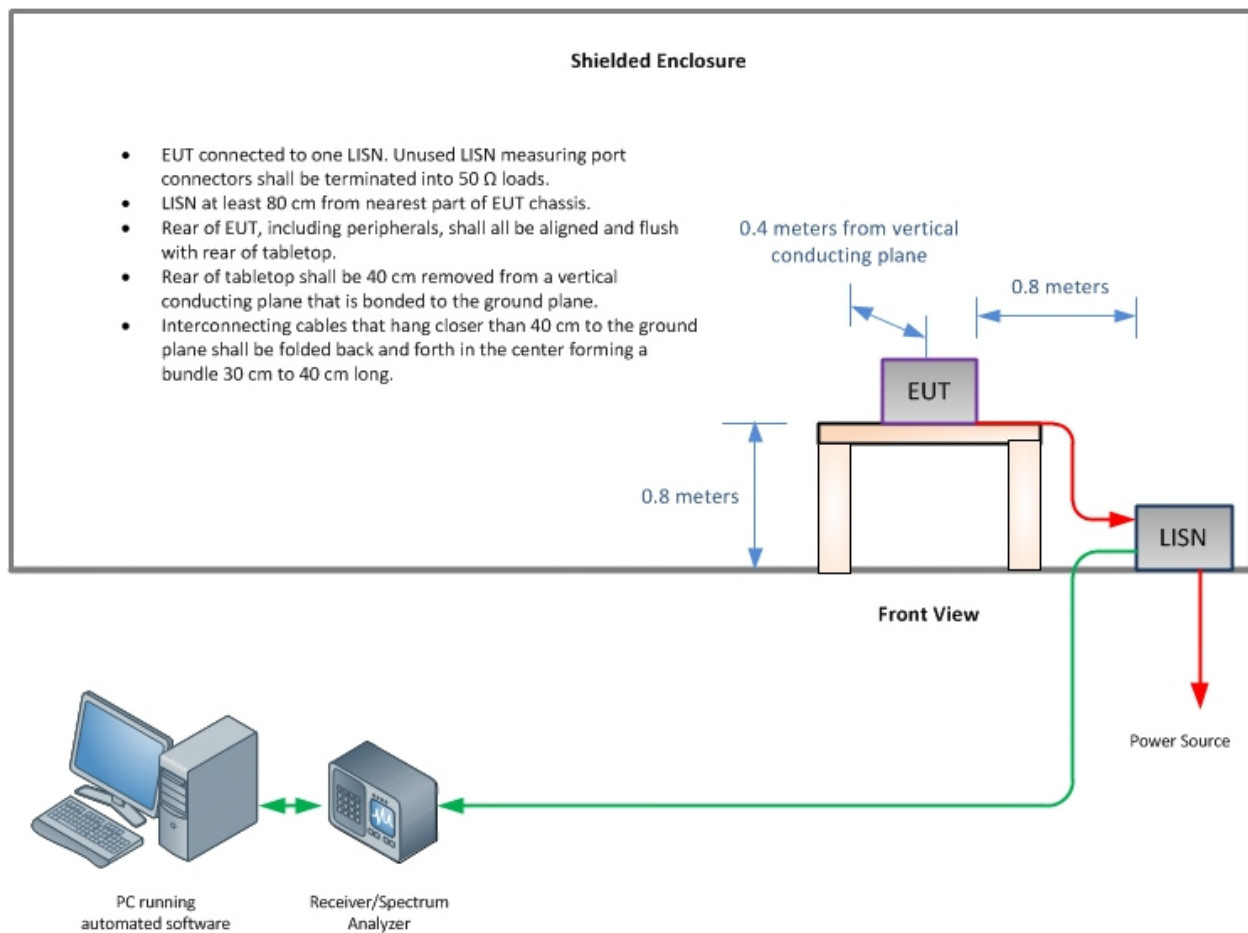 Shielded Enclosure
• EUT connected to one LISN. Unused LISN measuring port
connectors shall be terminated into 50 Ω loads.
• LISN at least 80 cm from nearest part of EUT chassis.
• Rear of EUT, including peripherals, shall all be aligned and flush
with rear of tabletop.
• Rear of tabletop shall be 40 cm removed from a vertical
conducting plane that is bonded to the ground plane.
• Interconnecting cables that hang closer than 40 cm to the ground
plane shall be folded back and forth in the center forming a
bundle 30 cm to 40 cm long.
0.4 meters from vertical
conducting plane
0.8 meters
EUT
0.8 meters
LISN
Front View
Power Source
PC running
automated software
Receiver/Spectrum
Analyzer